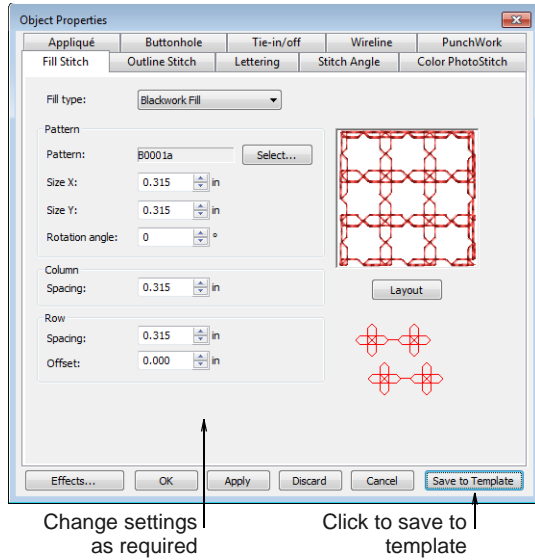 Object Properties
Appliqué Buttonhole Tie-in/off Wireline PunchWork
Fill Stitch Outline Stitch Lettering Stitch Angle Color PhotoStitch
Fill type: Blackwork Fill
Pattern
Pattern: B0001a Select...
Size X: 0.315 in
Size Y: 0.315 in
Rotation angle: 0 °
Column
Spacing: 0.315 in
Layout
Row
Spacing: 0.315 in
Offset: 0.000 in
Effects... OK Apply Discard Cancel Save to Template
Change settings
as required
Click to save to
template